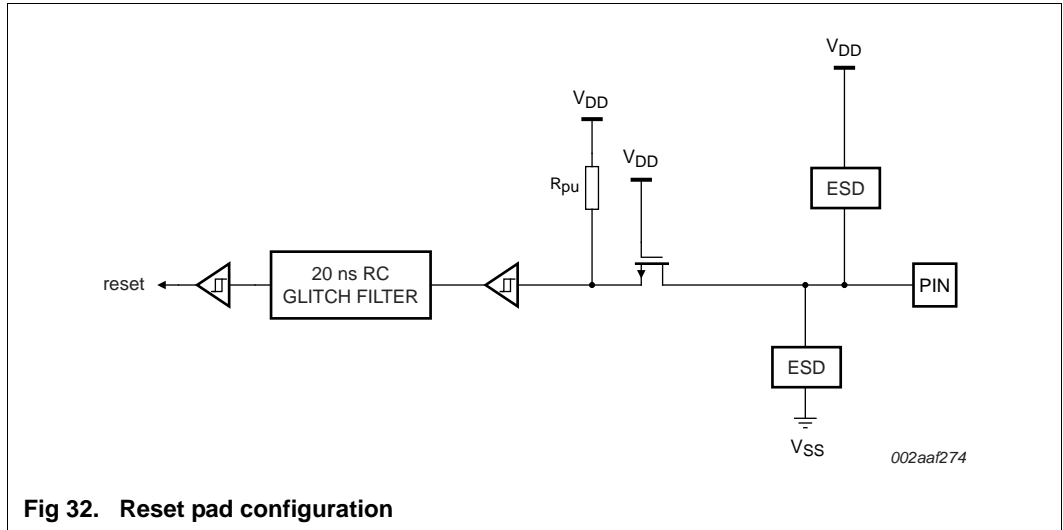 VDD
VDD
VDD
Rpu
ESD
reset
20 ns RC
GLITCH FILTER
PIN
ESD
VSS
002aaf274
Fig 32. Reset pad configuration